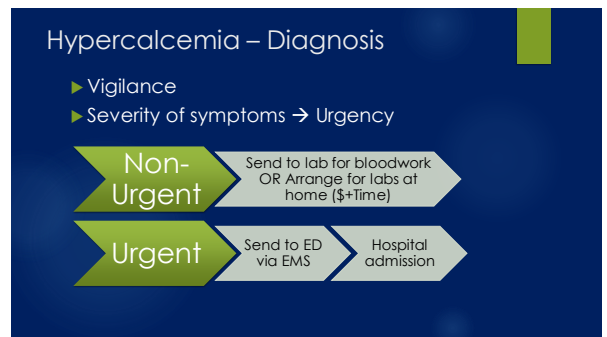 Hypercalcemia – Diagnosis
Vigilance
Severity of symptoms → Urgency
Non-
Urgent
Send to lab for bloodwork
OR Arrange for labs at
home ($+Time)
Urgent
Send to ED
via EMS
Hospital
admission